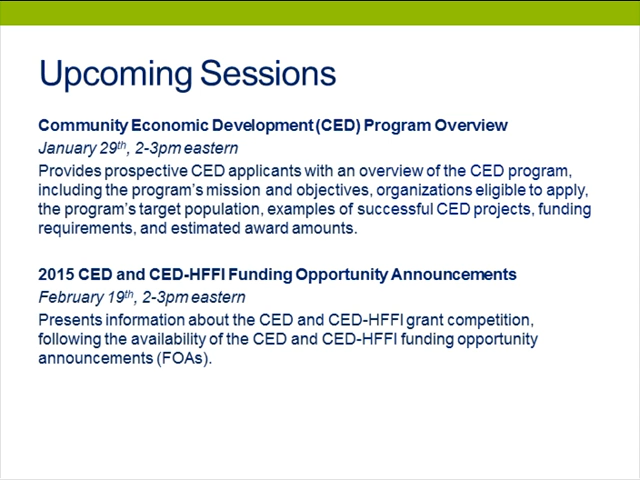 Upcoming Sessions
Community Economic Development (CED) Program Overview
January 29th, 2-3pm eastern
Provides prospective CED applicants with an overview of the CED program,
including the program's mission and objectives, organizations eligible to apply,
the program's target population, examples of successful CED projects, funding
requirements, and estimated award amounts.
2015 CED and CED-HFFI Funding Opportunity Announcements
February 19th, 2-3pm eastern
Presents information about the CED and CED-HFFI grant competition,
following the availability of the CED and CED-HFFI funding opportunity
announcements (FOAs).